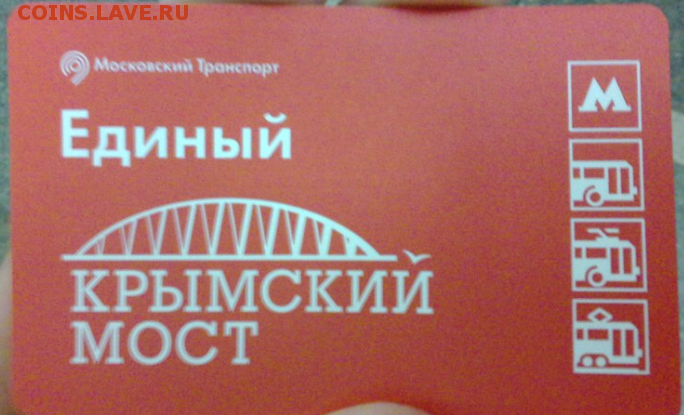 COINS.LAVE.RU
Московский Транспорт
М
Единый
КРЫМСКИЙ
МОСТ